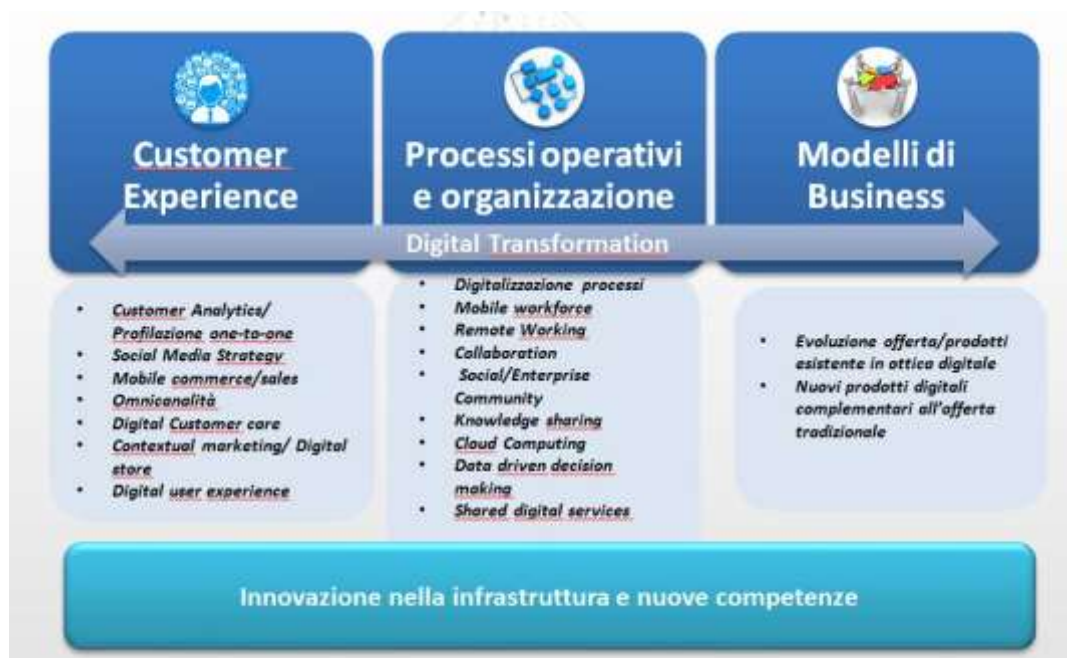 Customer
Experience
Processi operativi
e organizzazione
Modelli di
Business
Digital Transformation
• Customer Analytics/
Profilazione one-to-one
• Social Media Strategy
• Mobile commerce/sales
• Omnicanalità
• Digital Customer care
• Contextual marketing/ Digital
store
• Digital user experience
• Digitalizzazione processi
• Mobile workforce
• Remote Working
• Collaboration
• Social/Enterprise
Community
• Knowledge sharing
• Cloud Computing
• Data driven decision
making
• Shared digital services
• Evoluzione offerta/prodotti
esistente in ottica digitale
• Nuovi prodotti digitali
complementari all'offerta
tradizionale
Innovazione nella infrastruttura e nuove competenze